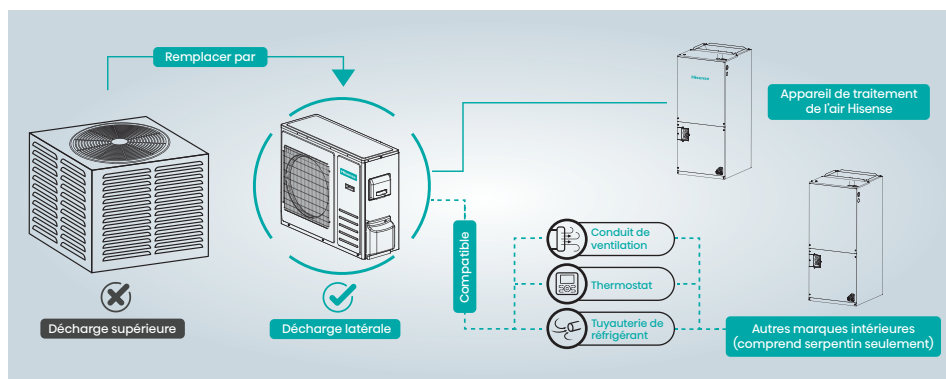 Remplacer par
Hisense
Appareil de traitement
de l'air Hisense
Hisense
Conduit de
ventilation
Compatible
Thermostat
Tuyauterie de
réfrigérant
Décharge supérieure
Décharge latérale
Autres marques intérieures
(comprend serpentin seulement)